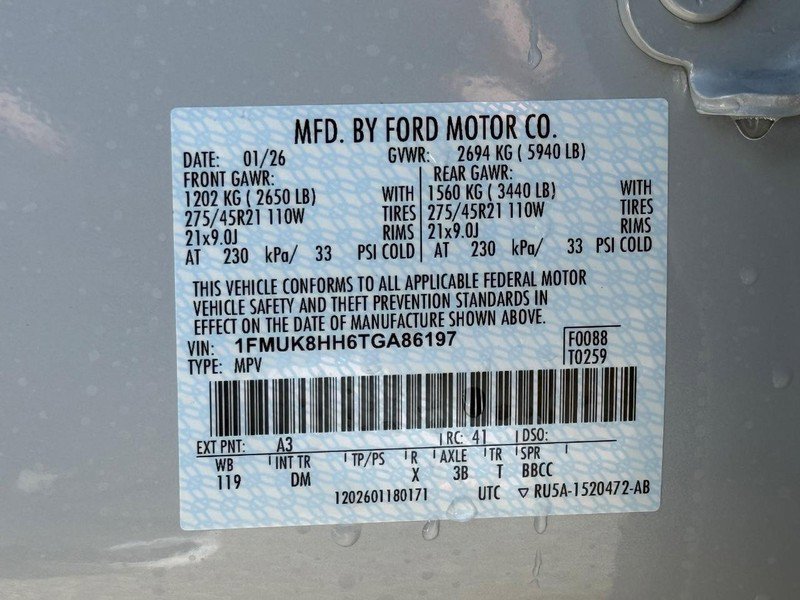 MFD. BY FORD MOTOR CO.
DATE: 01/26 GVWR: 2694 KG ( 5940 LB)
FRONT GAWR: REAR GAWR:
1202 KG ( 2650 LB) WITH 1560 KG ( 3440 LB) WITH
275/45R21 110W TIRES 275/45R21 110W TIRES
21x9.0J RIMS 21x9.0J RIMS
AT 230 kPa/ 33 PSI COLD AT 230 kPa/ 33 PSI COLD
THIS VEHICLE CONFORMS TO ALL APPLICABLE FEDERAL MOTOR
VEHICLE SAFETY AND THEFT PREVENTION STANDARDS IN
EFFECT ON THE DATE OF MANUFACTURE SHOWN ABOVE.
VIN: 1FMUK8HH6TGA86197 F0088
TYPE: MPV T0259
EXT PNT: A3 RC: 41 DSO:
WB INT TR TP/PS R AXLE TR SPR
119 DM X 3B T BBCC
1202601180171 UTC ▽ RU5A-1520472-AB